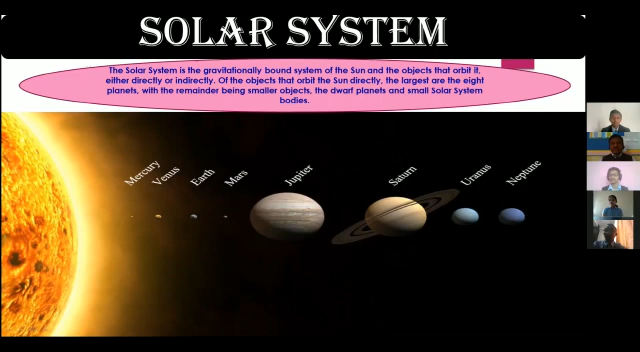 SOLAR SYSTEM
The Solar System is the gravitationally bound system of the Sun and the objects that orbit it,
either directly or indirectly. Of the objects that orbit the Sun directly, the largest are the eight
planets, with the remainder being smaller objects, the dwarf planets and small Solar System
bodies.
Mercury
Venus
Earth
Mars
Jupiter
Saturn
Uranus
Neptune